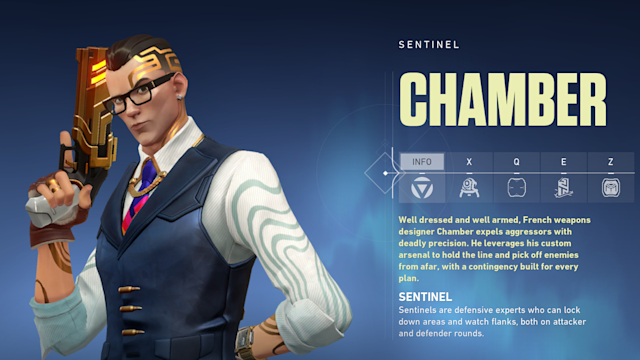 SENTINEL
CHAMBER
INFO X Q E Z
Well dressed and well armed, French weapons
designer Chamber expels aggressors with
deadly precision. He leverages his custom
arsenal to hold the line and pick off enemies
from afar, with a contingency built for every
plan.
SENTINEL
Sentinels are defensive experts who can lock
down areas and watch flanks, both on attacker
and defender rounds.